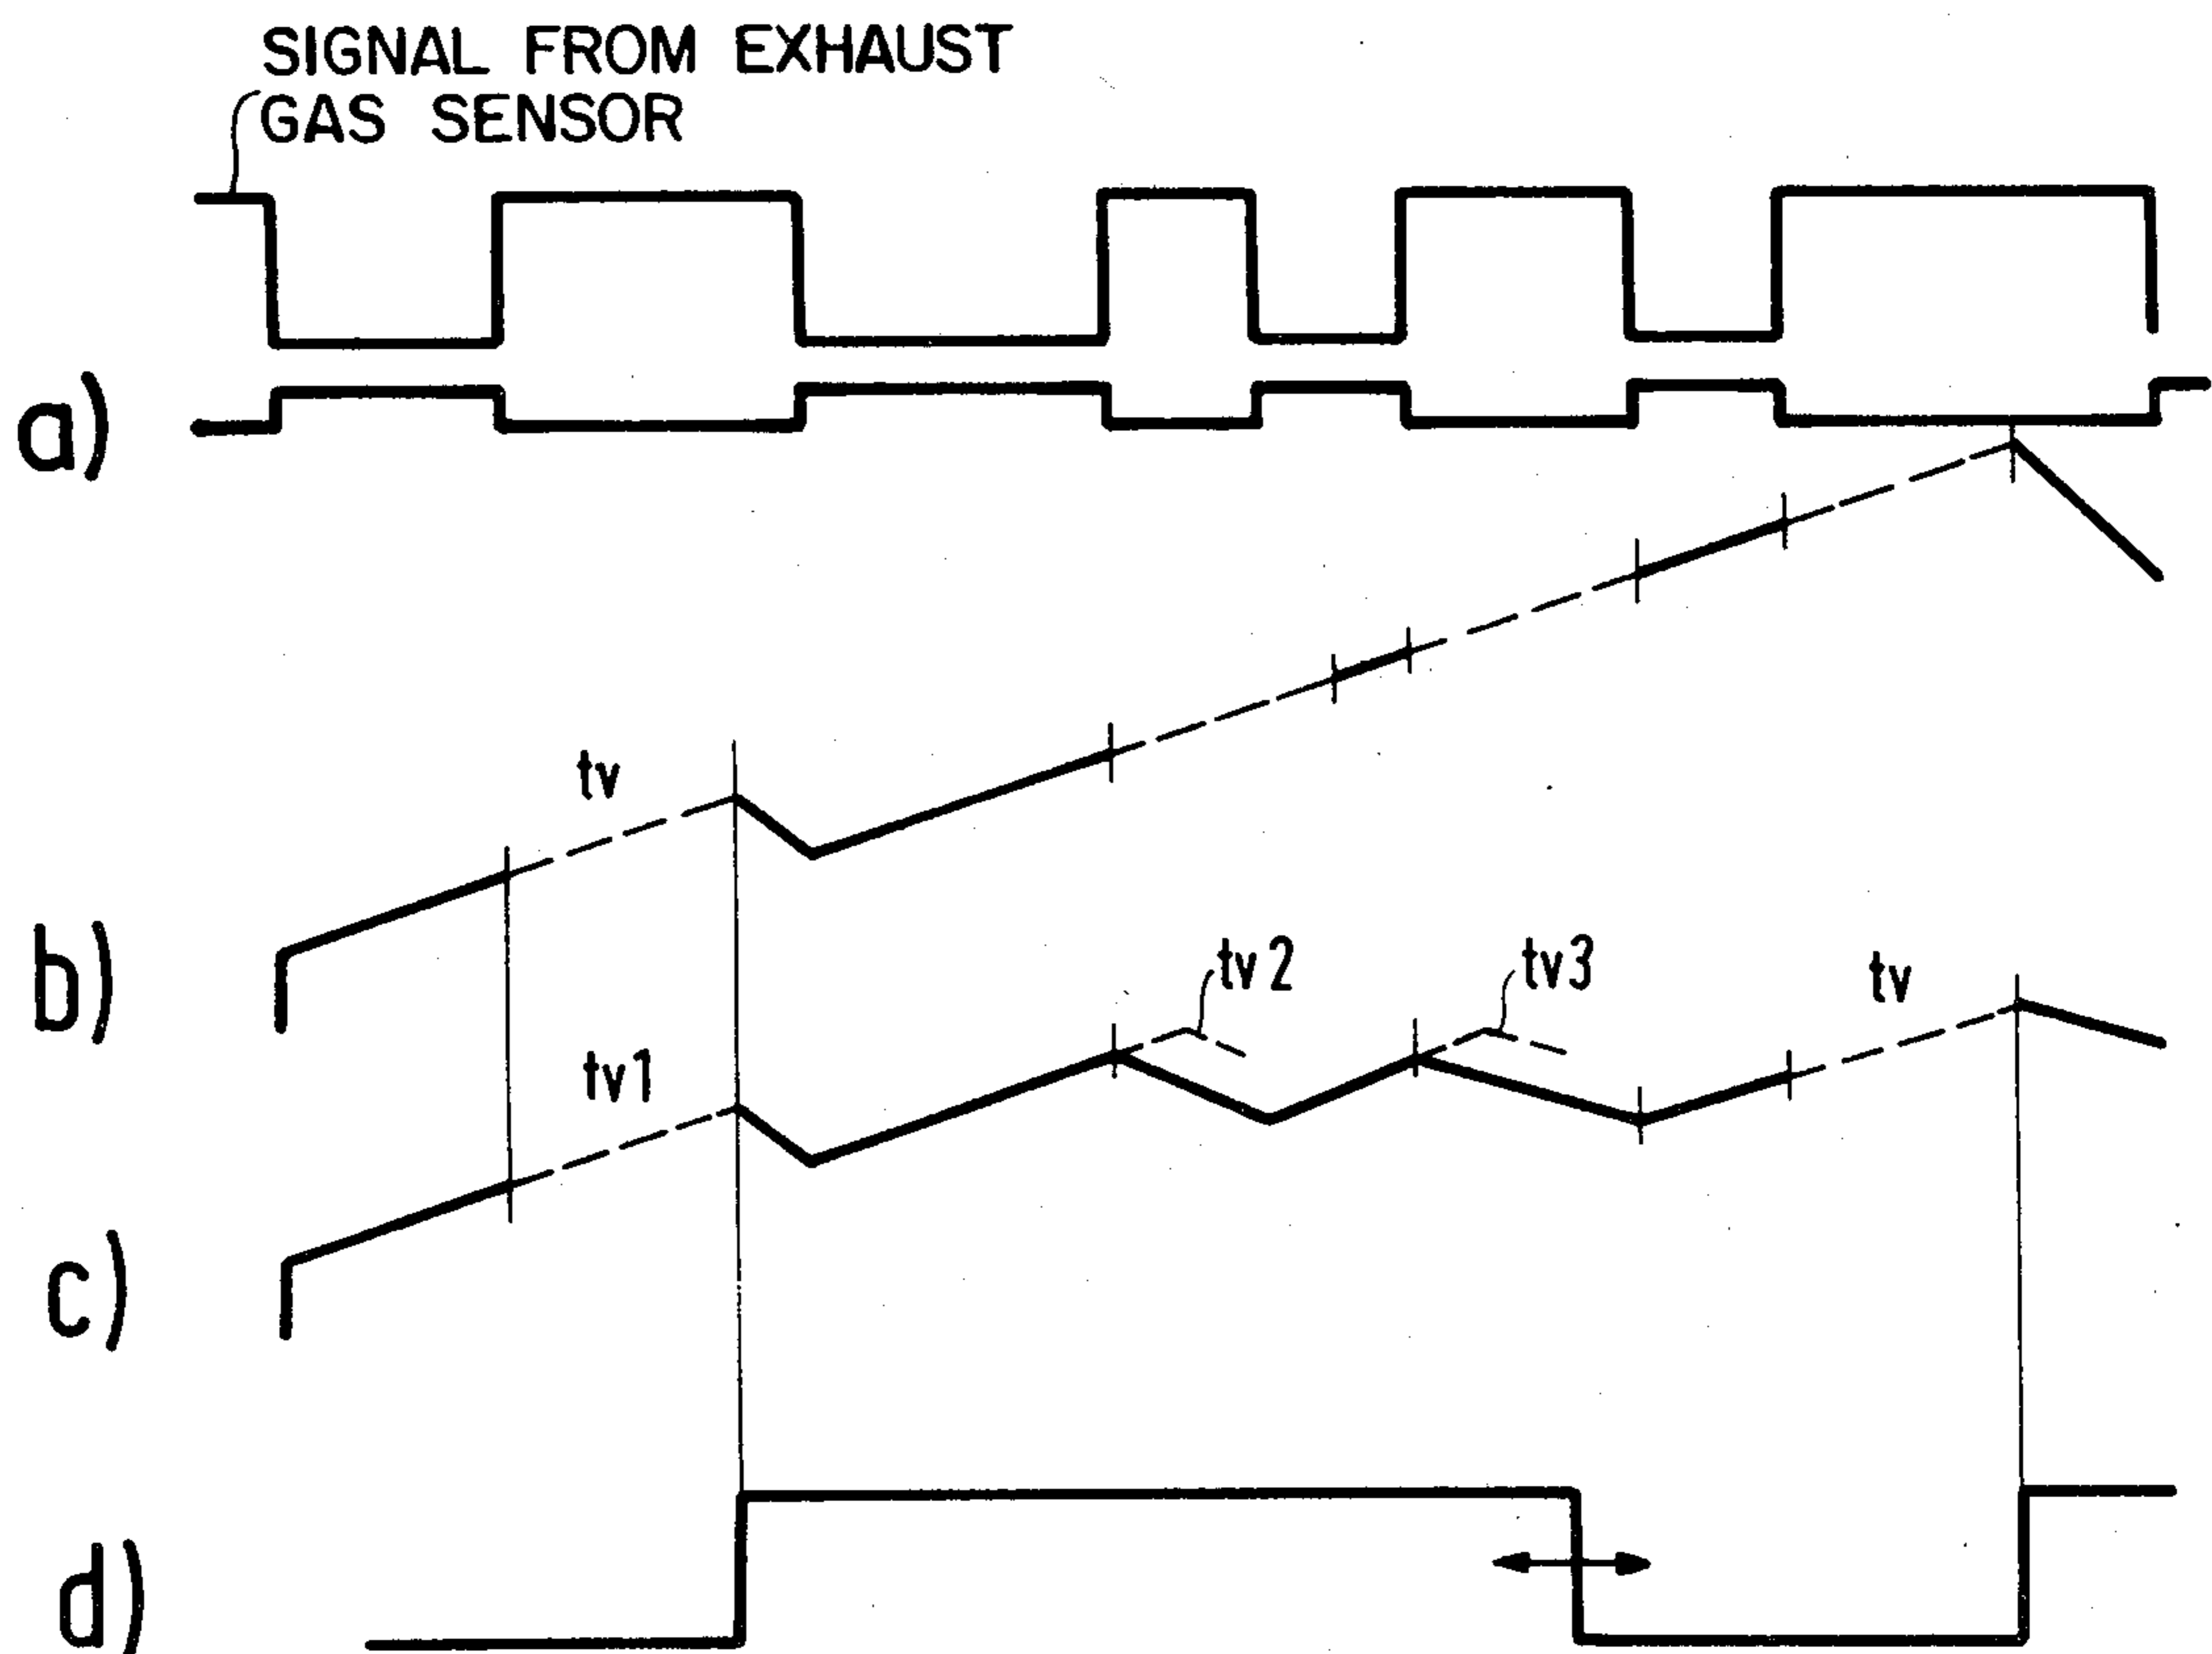 SIGNAL FROM EXHAUST
GAS SENSOR
a)
tv
b)
tv2
tv3
tv
tv1
c)
d)